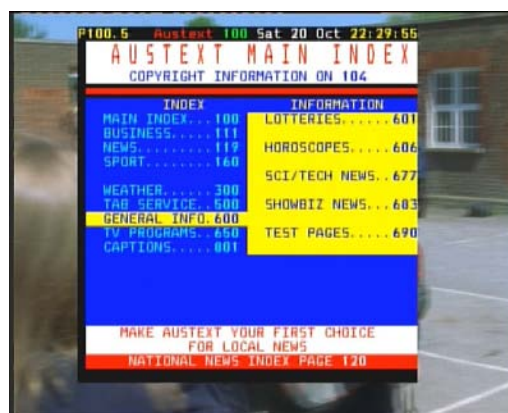 P100.5 Austext 100 Sat 20 Oct 22:29:55
AUSTEXT MAIN INDEX
COPYRIGHT INFORMATION ON 104
INDEX
MAIN INDEX...100
BUSINESS.....111
NEWS.........119
SPORT........160
WEATHER......300
TAB SERVICE..500
GENERAL INFO.600
TV PROGRAMS..650
CAPTIONS.....801
INFORMATION
LOTTERIES......601
HOROSCOPES.....606
SCI/TECH NEWS..677
SHOWBIZ NEWS...683
TEST PAGES.....690
MAKE AUSTEXT YOUR FIRST CHOICE
FOR LOCAL NEWS
NATIONAL NEWS INDEX PAGE 120